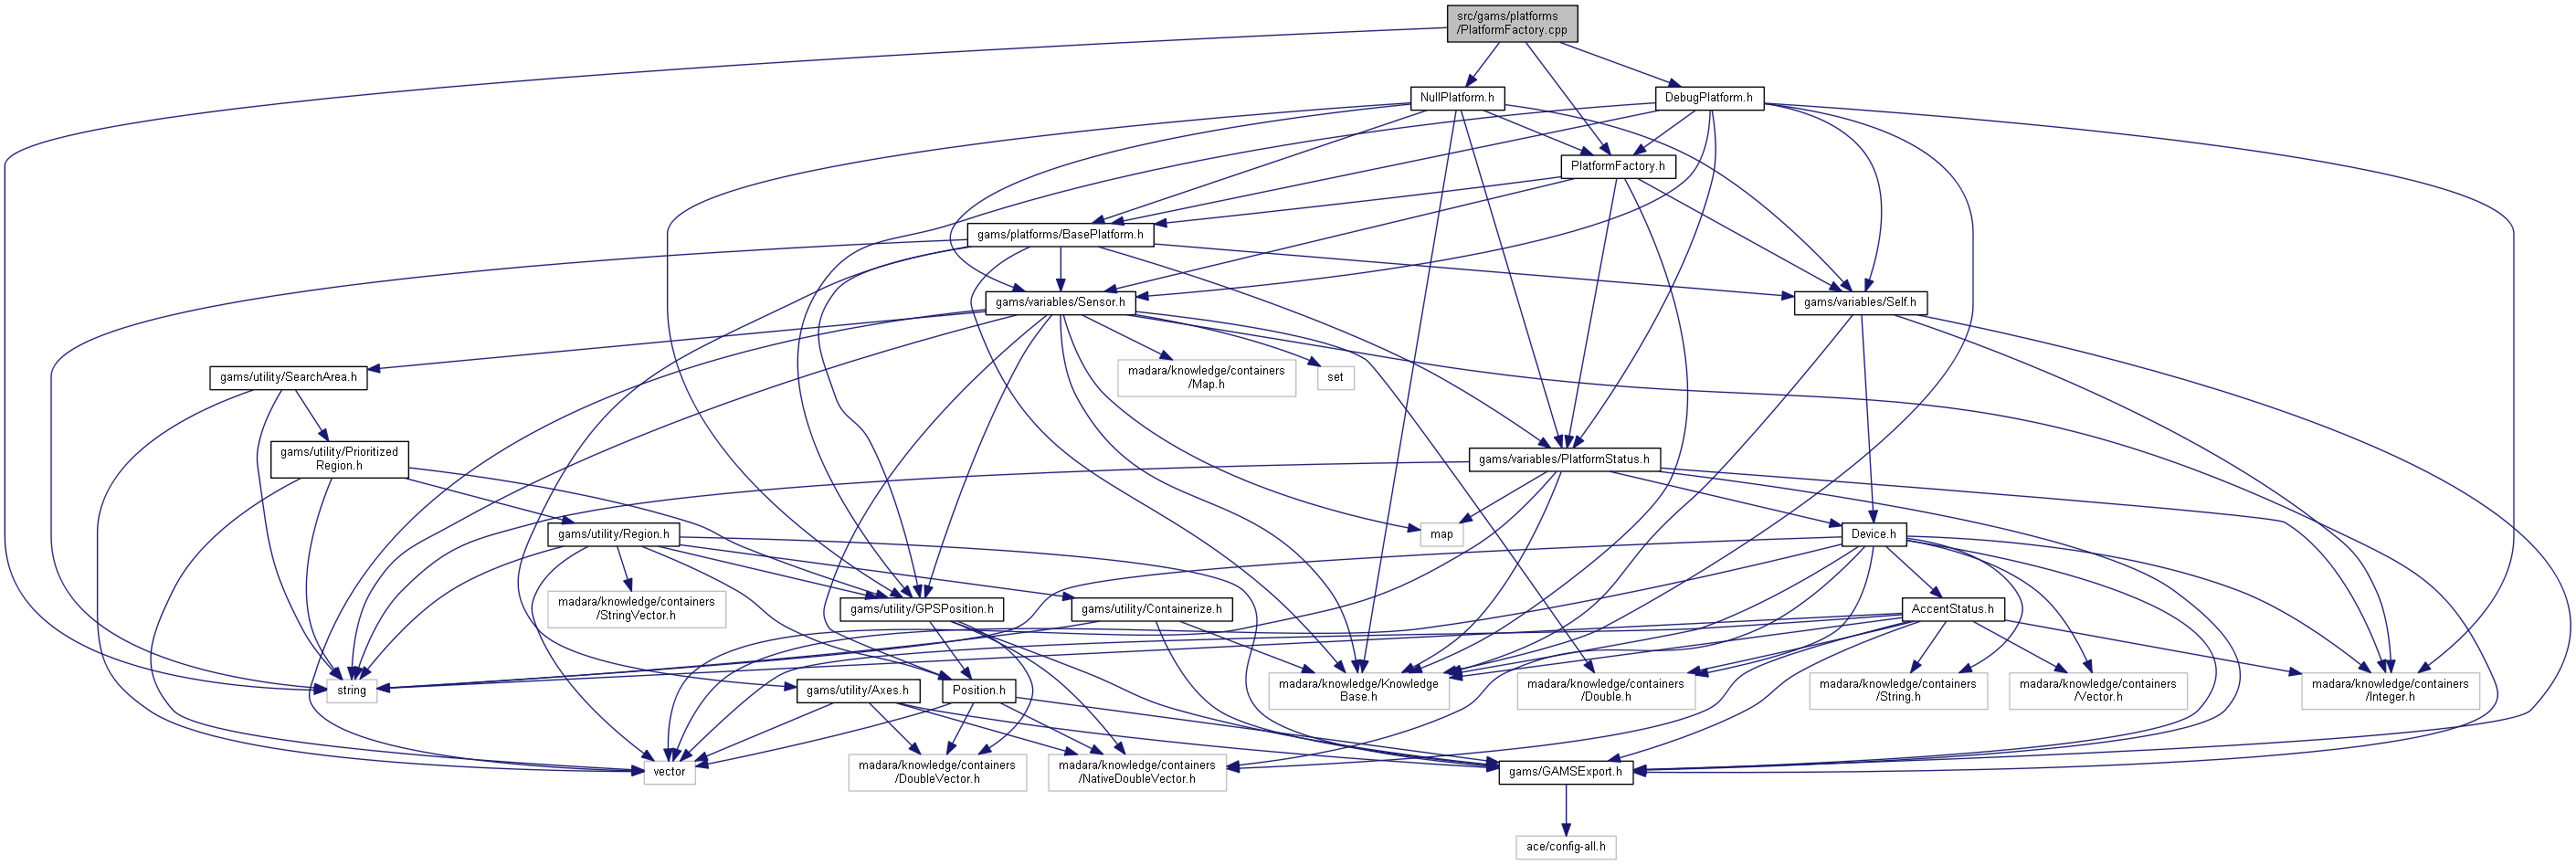 src/gams/platforms
/PlatformFactory.cpp
NullPlatform.h
DebugPlatform.h
PlatformFactory.h
gams/platforms/BasePlatform.h
gams/variables/Sensor.h
gams/variables/Self.h
gams/utility/SearchArea.h
madara/knowledge/containers
/Map.h
set
gams/utility/Prioritized
Region.h
gams/variables/PlatformStatus.h
gams/utility/Region.h
map
Device.h
madara/knowledge/containers
/StringVector.h
gams/utility/GPSPosition.h
gams/utility/Containerize.h
AccentStatus.h
string
gams/utility/Axes.h
Position.h
madara/knowledge/Knowledge
Base.h
madara/knowledge/containers
/Double.h
madara/knowledge/containers
/String.h
madara/knowledge/containers
/Vector.h
madara/knowledge/containers
/Integer.h
vector
madara/knowledge/containers
/DoubleVector.h
madara/knowledge/containers
/NativeDoubleVector.h
gams/GAMSExport.h
ace/config-all.h